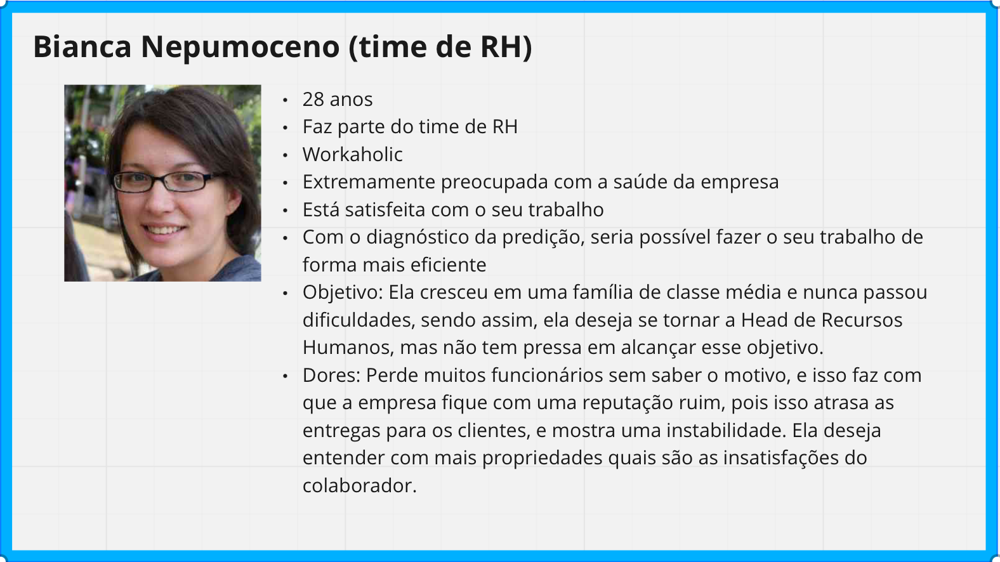 Bianca Nepumoceno (time de RH)
• 28 anos
• Faz parte do time de RH
• Workaholic
• Extremamente preocupada com a saúde da empresa
• Está satisfeita com o seu trabalho
• Com o diagnóstico da predição, seria possível fazer o seu trabalho de
forma mais eficiente
• Objetivo: Ela cresceu em uma família de classe média e nunca passou
dificuldades, sendo assim, ela deseja se tornar a Head de Recursos
Humanos, mas não tem pressa em alcançar esse objetivo.
• Dores: Perde muitos funcionários sem saber o motivo, e isso faz com
que a empresa fique com uma reputação ruim, pois isso atrasa as
entregas para os clientes, e mostra uma instabilidade. Ela deseja
entender com mais propriedades quais são as insatisfações do
colaborador.